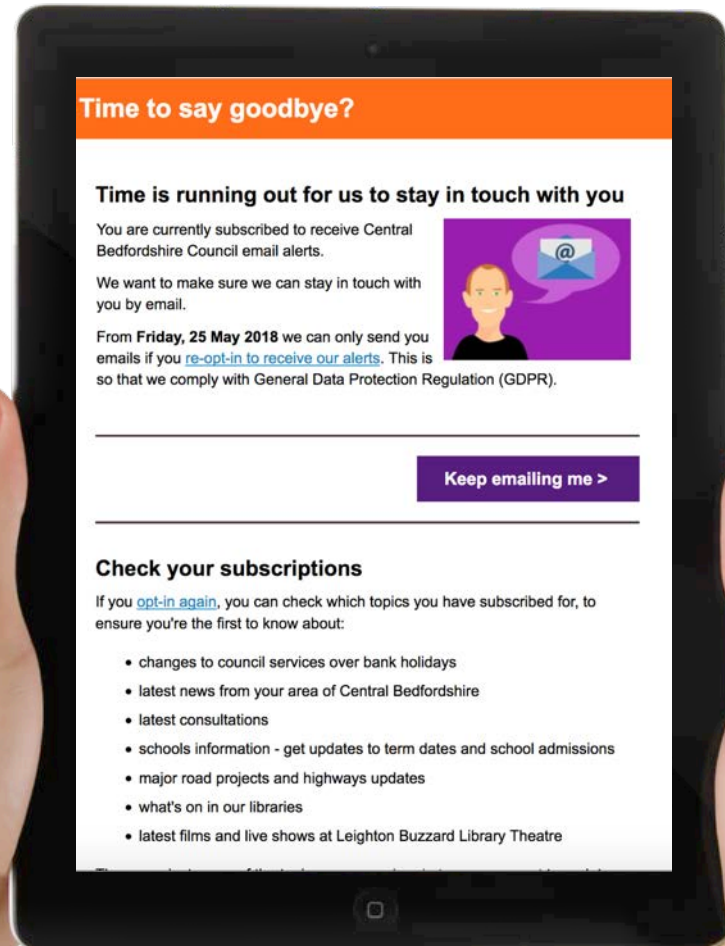 Time to say goodbye?
Time is running out for us to stay in touch with you
You are currently subscribed to receive Central
Bedfordshire Council email alerts.
@
We want to make sure we can stay in touch with
you by email.
From Friday, 25 May 2018 we can only send you
emails if you re-opt-in to receive our alerts. This is
so that we comply with General Data Protection Regulation (GDPR).
Keep emailing me >
Check your subscriptions
If you opt-in again, you can check which topics you have subscribed for, to
ensure you're the first to know about:
• changes to council services over bank holidays
• latest news from your area of Central Bedfordshire
• latest consultations
• schools information - get updates to term dates and school admissions
• major road projects and highways updates
• what's on in our libraries
• latest films and live shows at Leighton Buzzard Library Theatre